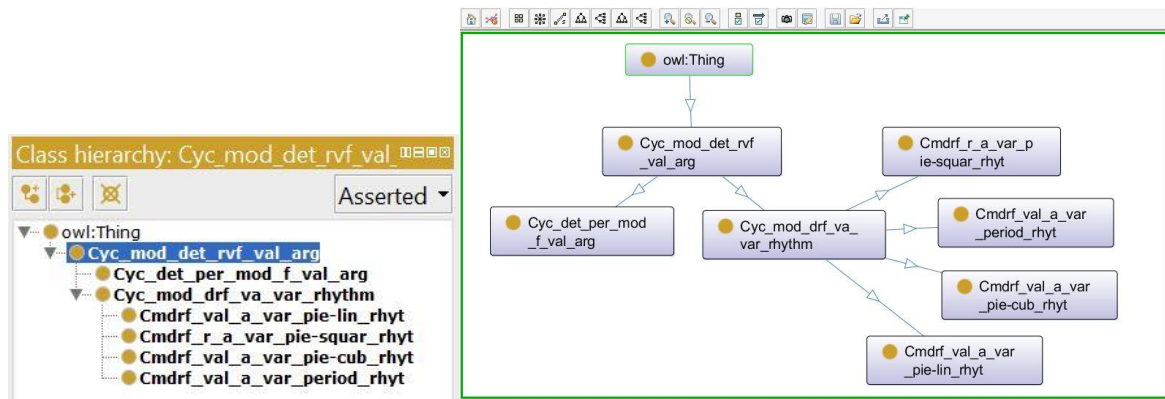 Class hierarchy: Cyc_mod_det_rvf_val_
Asserted
owl:Thing
Cyc_mod_det_rvf_val_arg
Cyc_det_per_mod_f_val_arg
Cyc_mod_drf_va_var_rhythm
Cmdrf_val_a_var_pie-lin_rhyt
Cmdrf_r_a_var_pie-squar_rhyt
Cmdrf_val_a_var_pie-cub_rhyt
Cmdrf_val_a_var_period_rhyt
owl:Thing
Cyc_mod_det_rvf
_val_arg
Cmdrf_r_a_var_p
ie-squar_rhyt
Cyc_det_per_mod
_f_val_arg
Cyc_mod_drf_va_
var_rhythm
Cmdrf_val_a_var
_period_rhyt
Cmdrf_val_a_var
_pie-cub_rhyt
Cmdrf_val_a_var
_pie-lin_rhyt